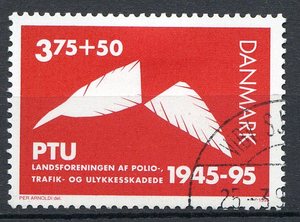 3.75+50
DANMARK
PTU
LANDSFORENINGEN AF POLIO-,
TRAFIK- OG ULYKKESSKADEDE
1945-95
PER ARNOLDI del.